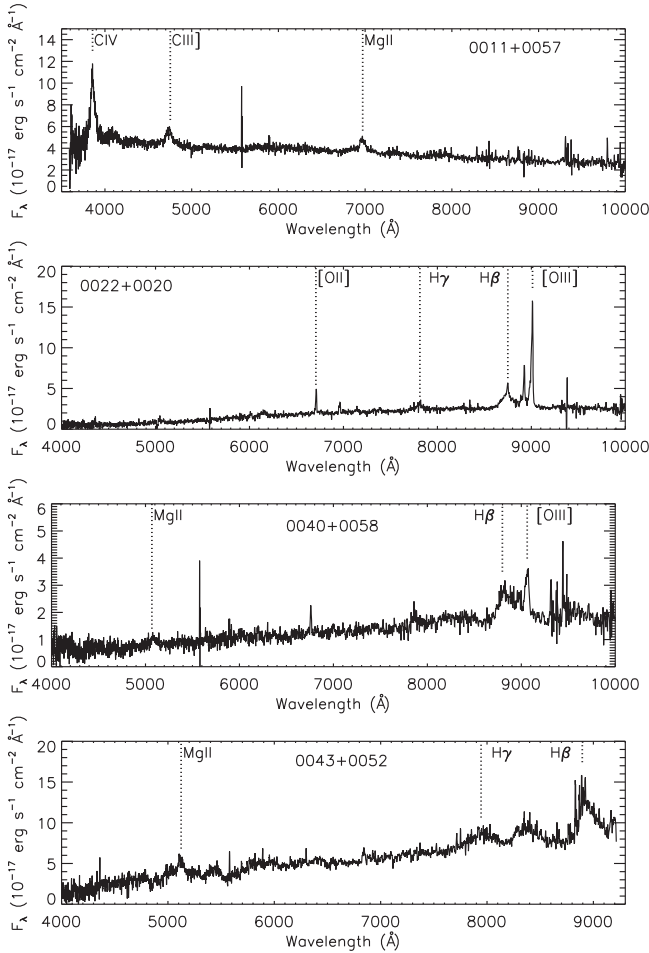 CIV CIII] MgII 0011+0057
14
12
10
8
6
4
2
0
F_λ (10⁻¹⁷ erg s⁻¹ cm⁻² Å⁻¹)
4000 5000 6000 7000 8000 9000 10000
Wavelength (Å)
0022+0020 [OII] Hγ Hβ [OIII]
20
15
10
5
0
F_λ (10⁻¹⁷ erg s⁻¹ cm⁻² Å⁻¹)
4000 5000 6000 7000 8000 9000 10000
Wavelength (Å)
MgII 0040+0058 Hβ [OIII]
6
5
4
3
2
1
0
F_λ (10⁻¹⁷ erg s⁻¹ cm⁻² Å⁻¹)
4000 5000 6000 7000 8000 9000 10000
Wavelength (Å)
MgII 0043+0052 Hγ Hβ
20
15
10
5
0
F_λ (10⁻¹⁷ erg s⁻¹ cm⁻² Å⁻¹)
4000 5000 6000 7000 8000 9000
Wavelength (Å)